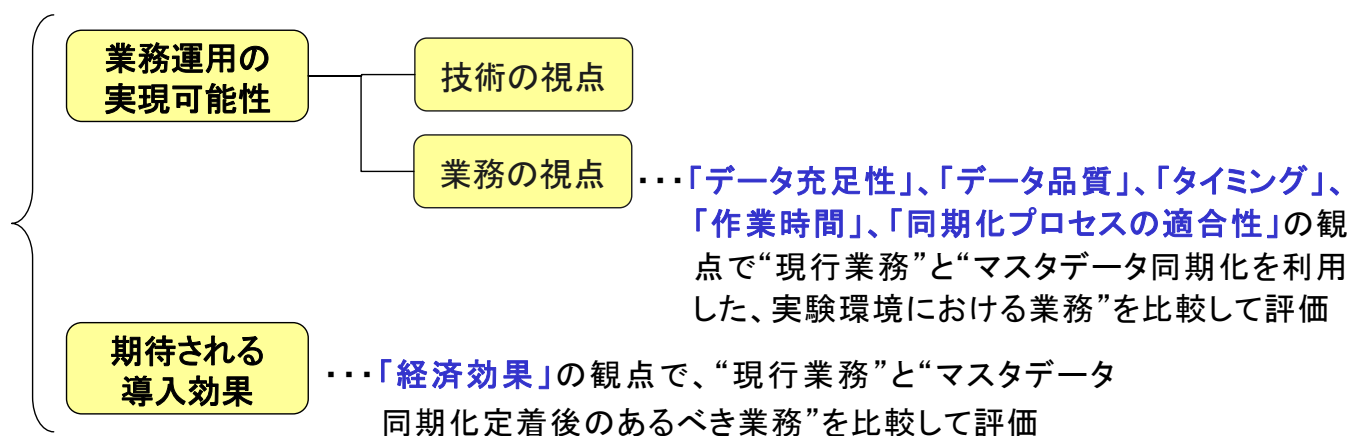 業務運用の
実現可能性
技術の視点
業務の視点
・・・「データ充足性」、「データ品質」、「タイミング」、
「作業時間」、「同期化プロセスの適合性」の観
点で“現行業務”と“マスタデータ同期化を利用
した、実験環境における業務”を比較して評価
期待される
導入効果
・・・「経済効果」の観点で、“現行業務”と“マスタデータ
同期化定着後のあるべき業務”を比較して評価